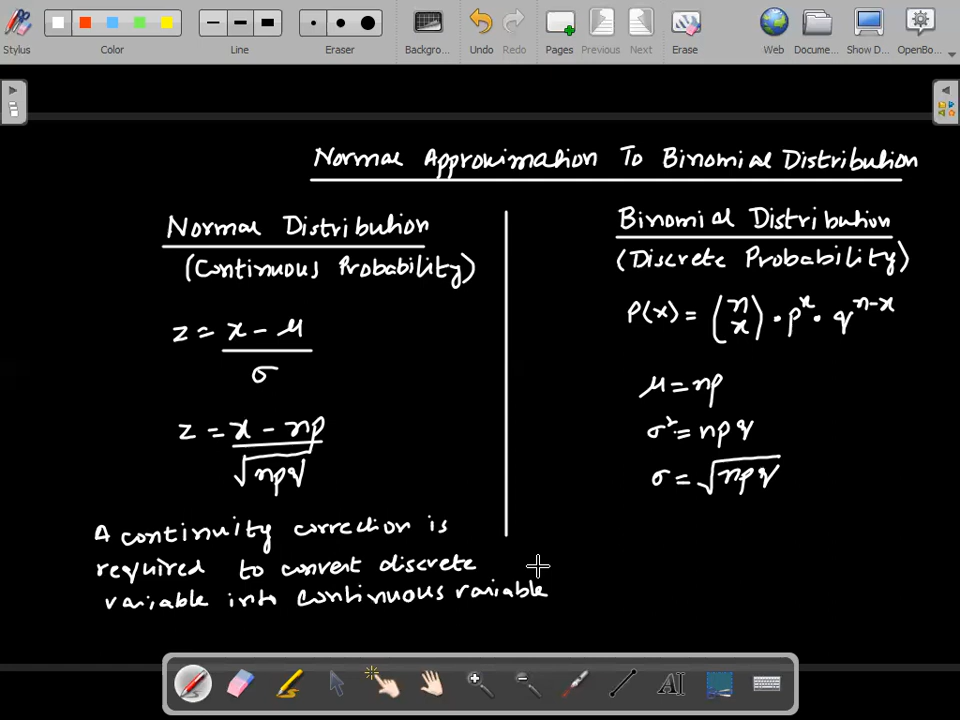 Stylus Color Line Eraser Backgro... Undo Redo Pages Previous Next Erase Web Docume... Show D... OpenBo...
Normal Approximation To Binomial Distribution
Normal Distribution
(Continuous Probability)
z = x - μ
σ
z = x - np
√npq
A continuity correction is
required to convert discrete
variable into continuous variable
Binomial Distribution
(Discrete Probability)
P(x) = (n x) · p^x · q^n-x
μ = np
σ² = npq
σ = √npq
AI